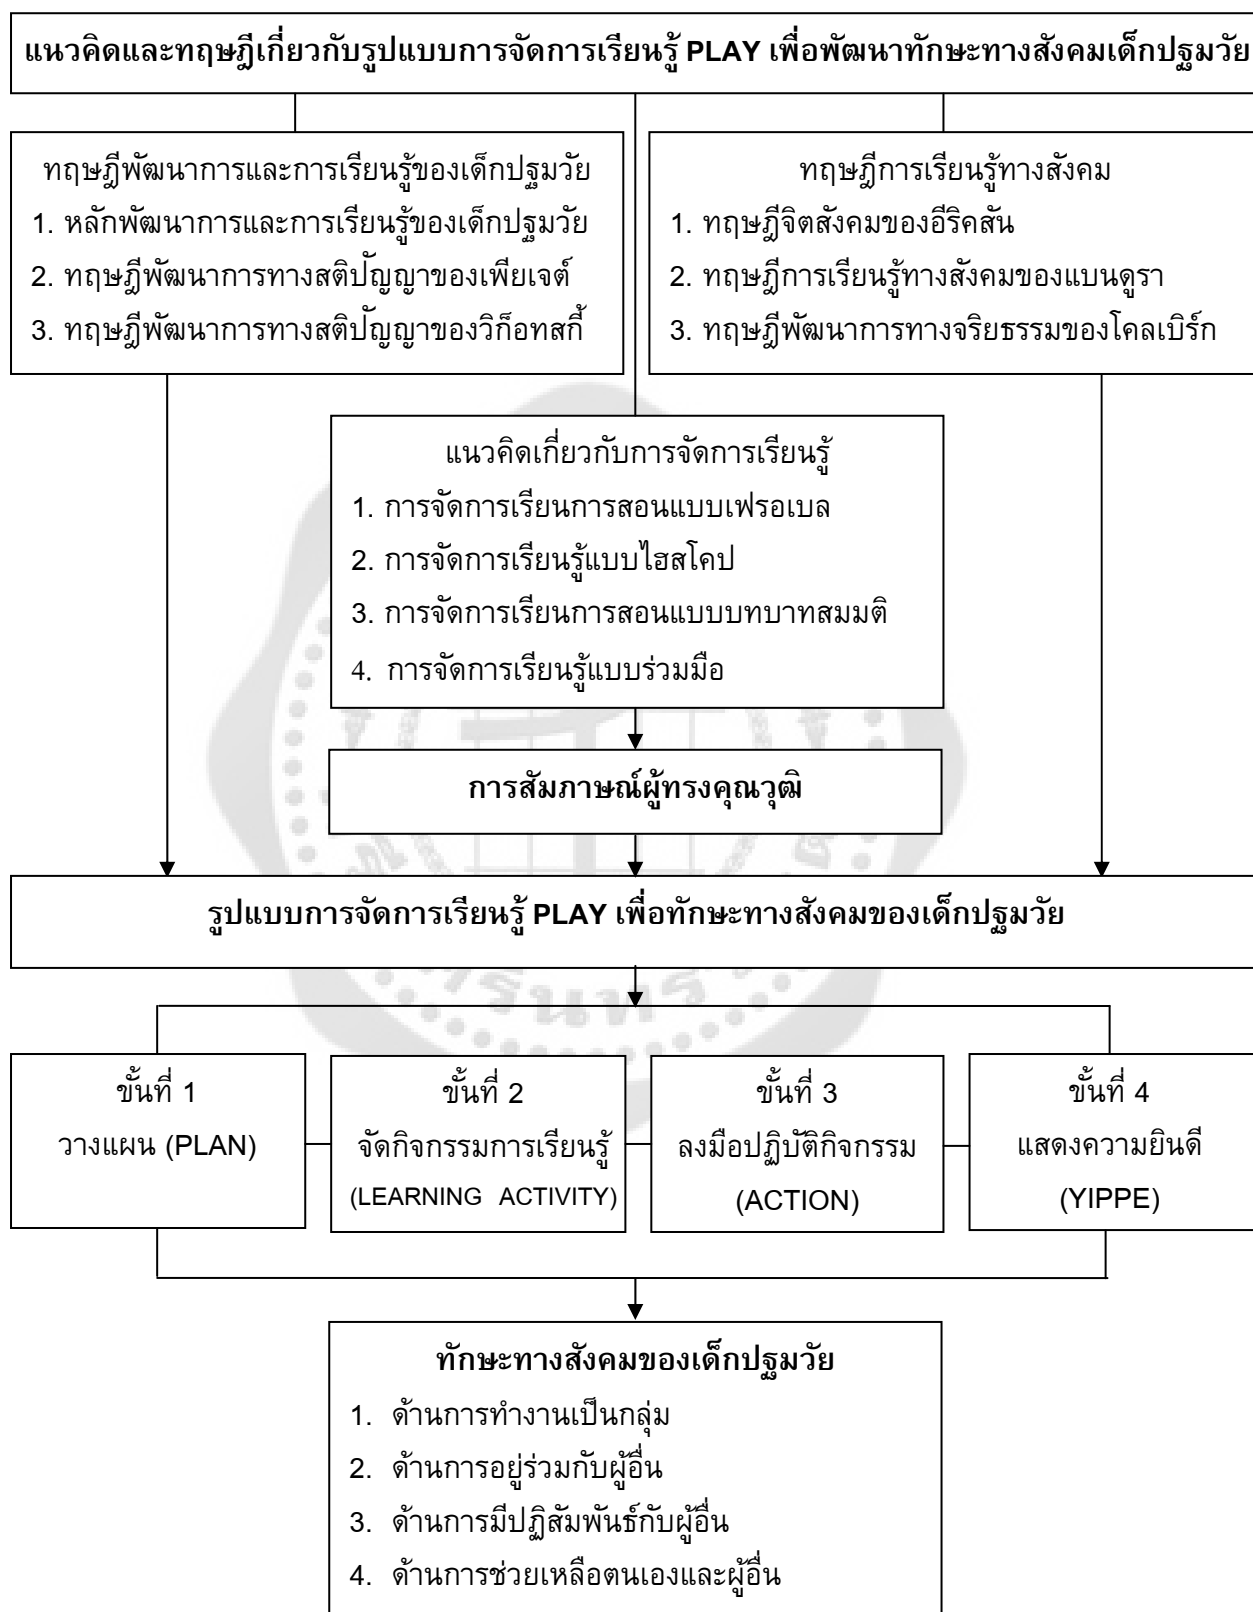 แนวคิดและทฤษฎีเกี่ยวกับรูปแบบการจัดการเรียนรู้ PLAY เพื่อพัฒนาทักษะทางสังคมเด็กปฐมวัย
ทฤษฎีพัฒนาการและการเรียนรู้ของเด็กปฐมวัย
1. หลักพัฒนาการและการเรียนรู้ของเด็กปฐมวัย
2. ทฤษฎีพัฒนาการทางสติปัญญาของเพียเจต์
3. ทฤษฎีพัฒนาการทางสติปัญญาของวิก็อทสกี้
ทฤษฎีการเรียนรู้ทางสังคม
1. ทฤษฎีจิตสังคมของอีริคสัน
2. ทฤษฎีการเรียนรู้ทางสังคมของแบนดูรา
3. ทฤษฎีพัฒนาการทางจริยธรรมของโคลเบิร์ก
แนวคิดเกี่ยวกับการจัดการเรียนรู้
1. การจัดการเรียนการสอนแบบเฟรอเบล
2. การจัดการเรียนรู้แบบไฮสโคป
3. การจัดการเรียนการสอนแบบบทบาทสมมติ
4. การจัดการเรียนรู้แบบร่วมมือ
การสัมภาษณ์ผู้ทรงคุณวุฒิ
รูปแบบการจัดการเรียนรู้ PLAY เพื่อทักษะทางสังคมของเด็กปฐมวัย
ขั้นที่ 1
วางแผน (PLAN)
ขั้นที่ 2
จัดกิจกรรมการเรียนรู้
(LEARNING ACTIVITY)
ขั้นที่ 3
ลงมือปฏิบัติกิจกรรม
(ACTION)
ขั้นที่ 4
แสดงความยินดี
(YIPPE)
ทักษะทางสังคมของเด็กปฐมวัย
1. ด้านการทำงานเป็นกลุ่ม
2. ด้านการอยู่ร่วมกับผู้อื่น
3. ด้านการมีปฏิสัมพันธ์กับผู้อื่น
4. ด้านการช่วยเหลือตนเองและผู้อื่น